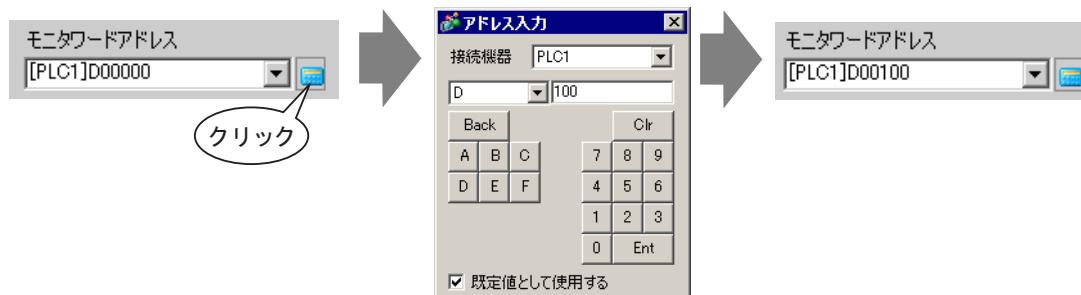 モニタワードアドレス
[PLC1]D00000
クリック
アドレス入力
接続機器 PLC1
D 100
Back Clr
A B C 7 8 9
D E F 4 5 6
1 2 3
0 Ent
既定値として使用する
モニタワードアドレス
[PLC1]D00100